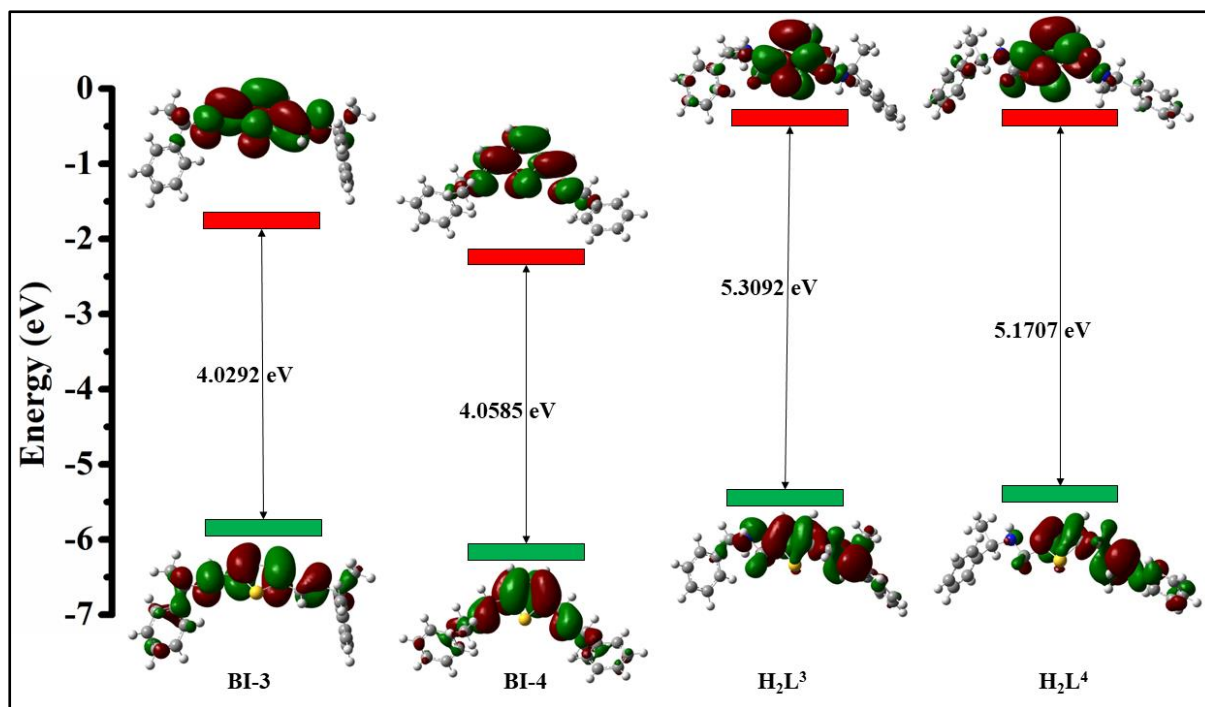 Energy (eV)
0
-1
-2
-3
-4
-5
-6
-7
4.0292 eV
4.0585 eV
5.3092 eV
5.1707 eV
BI-3
BI-4
H₂L³
H₂L⁴